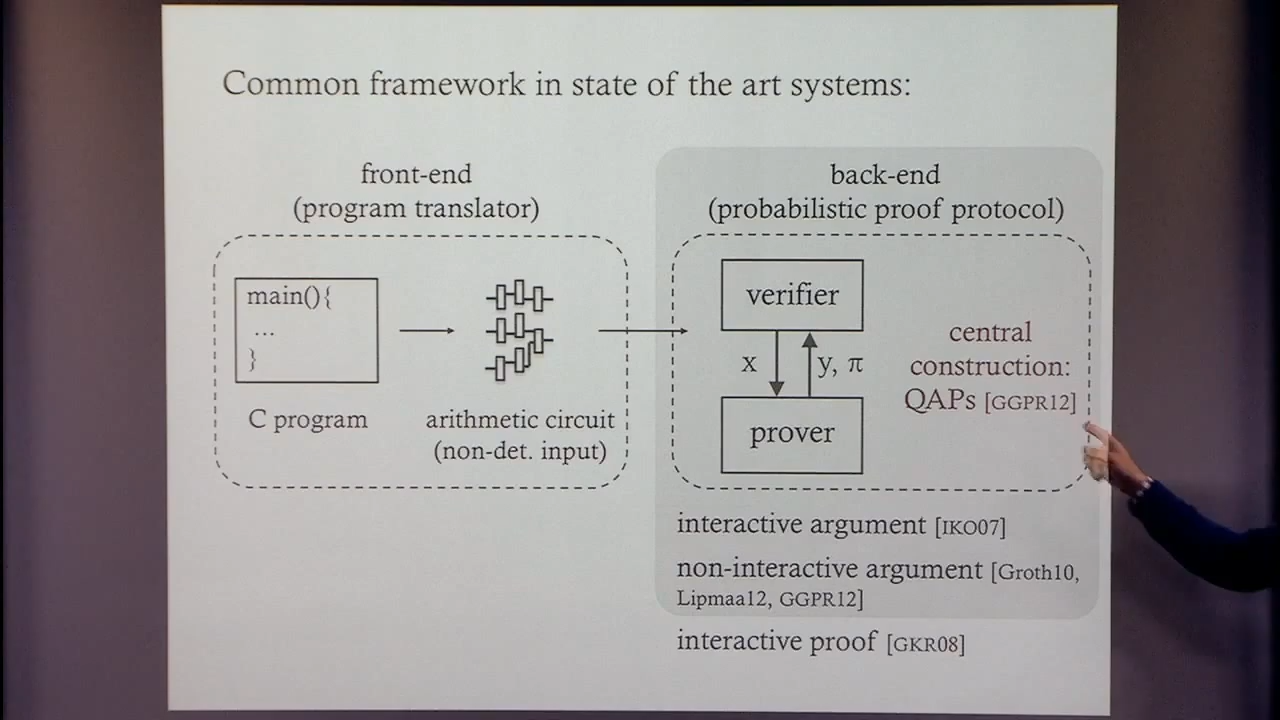 Common framework in state of the art systems:
front-end
(program translator)
main(){
...
}
C program
arithmetic circuit
(non-det. input)
back-end
(probabilistic proof protocol)
verifier
x
y, π
prover
central
construction:
QAPs [GGPR12]
interactive argument [IKO07]
non-interactive argument [Groth10,
Lipmaa12, GGPR12]
interactive proof [GKR08]